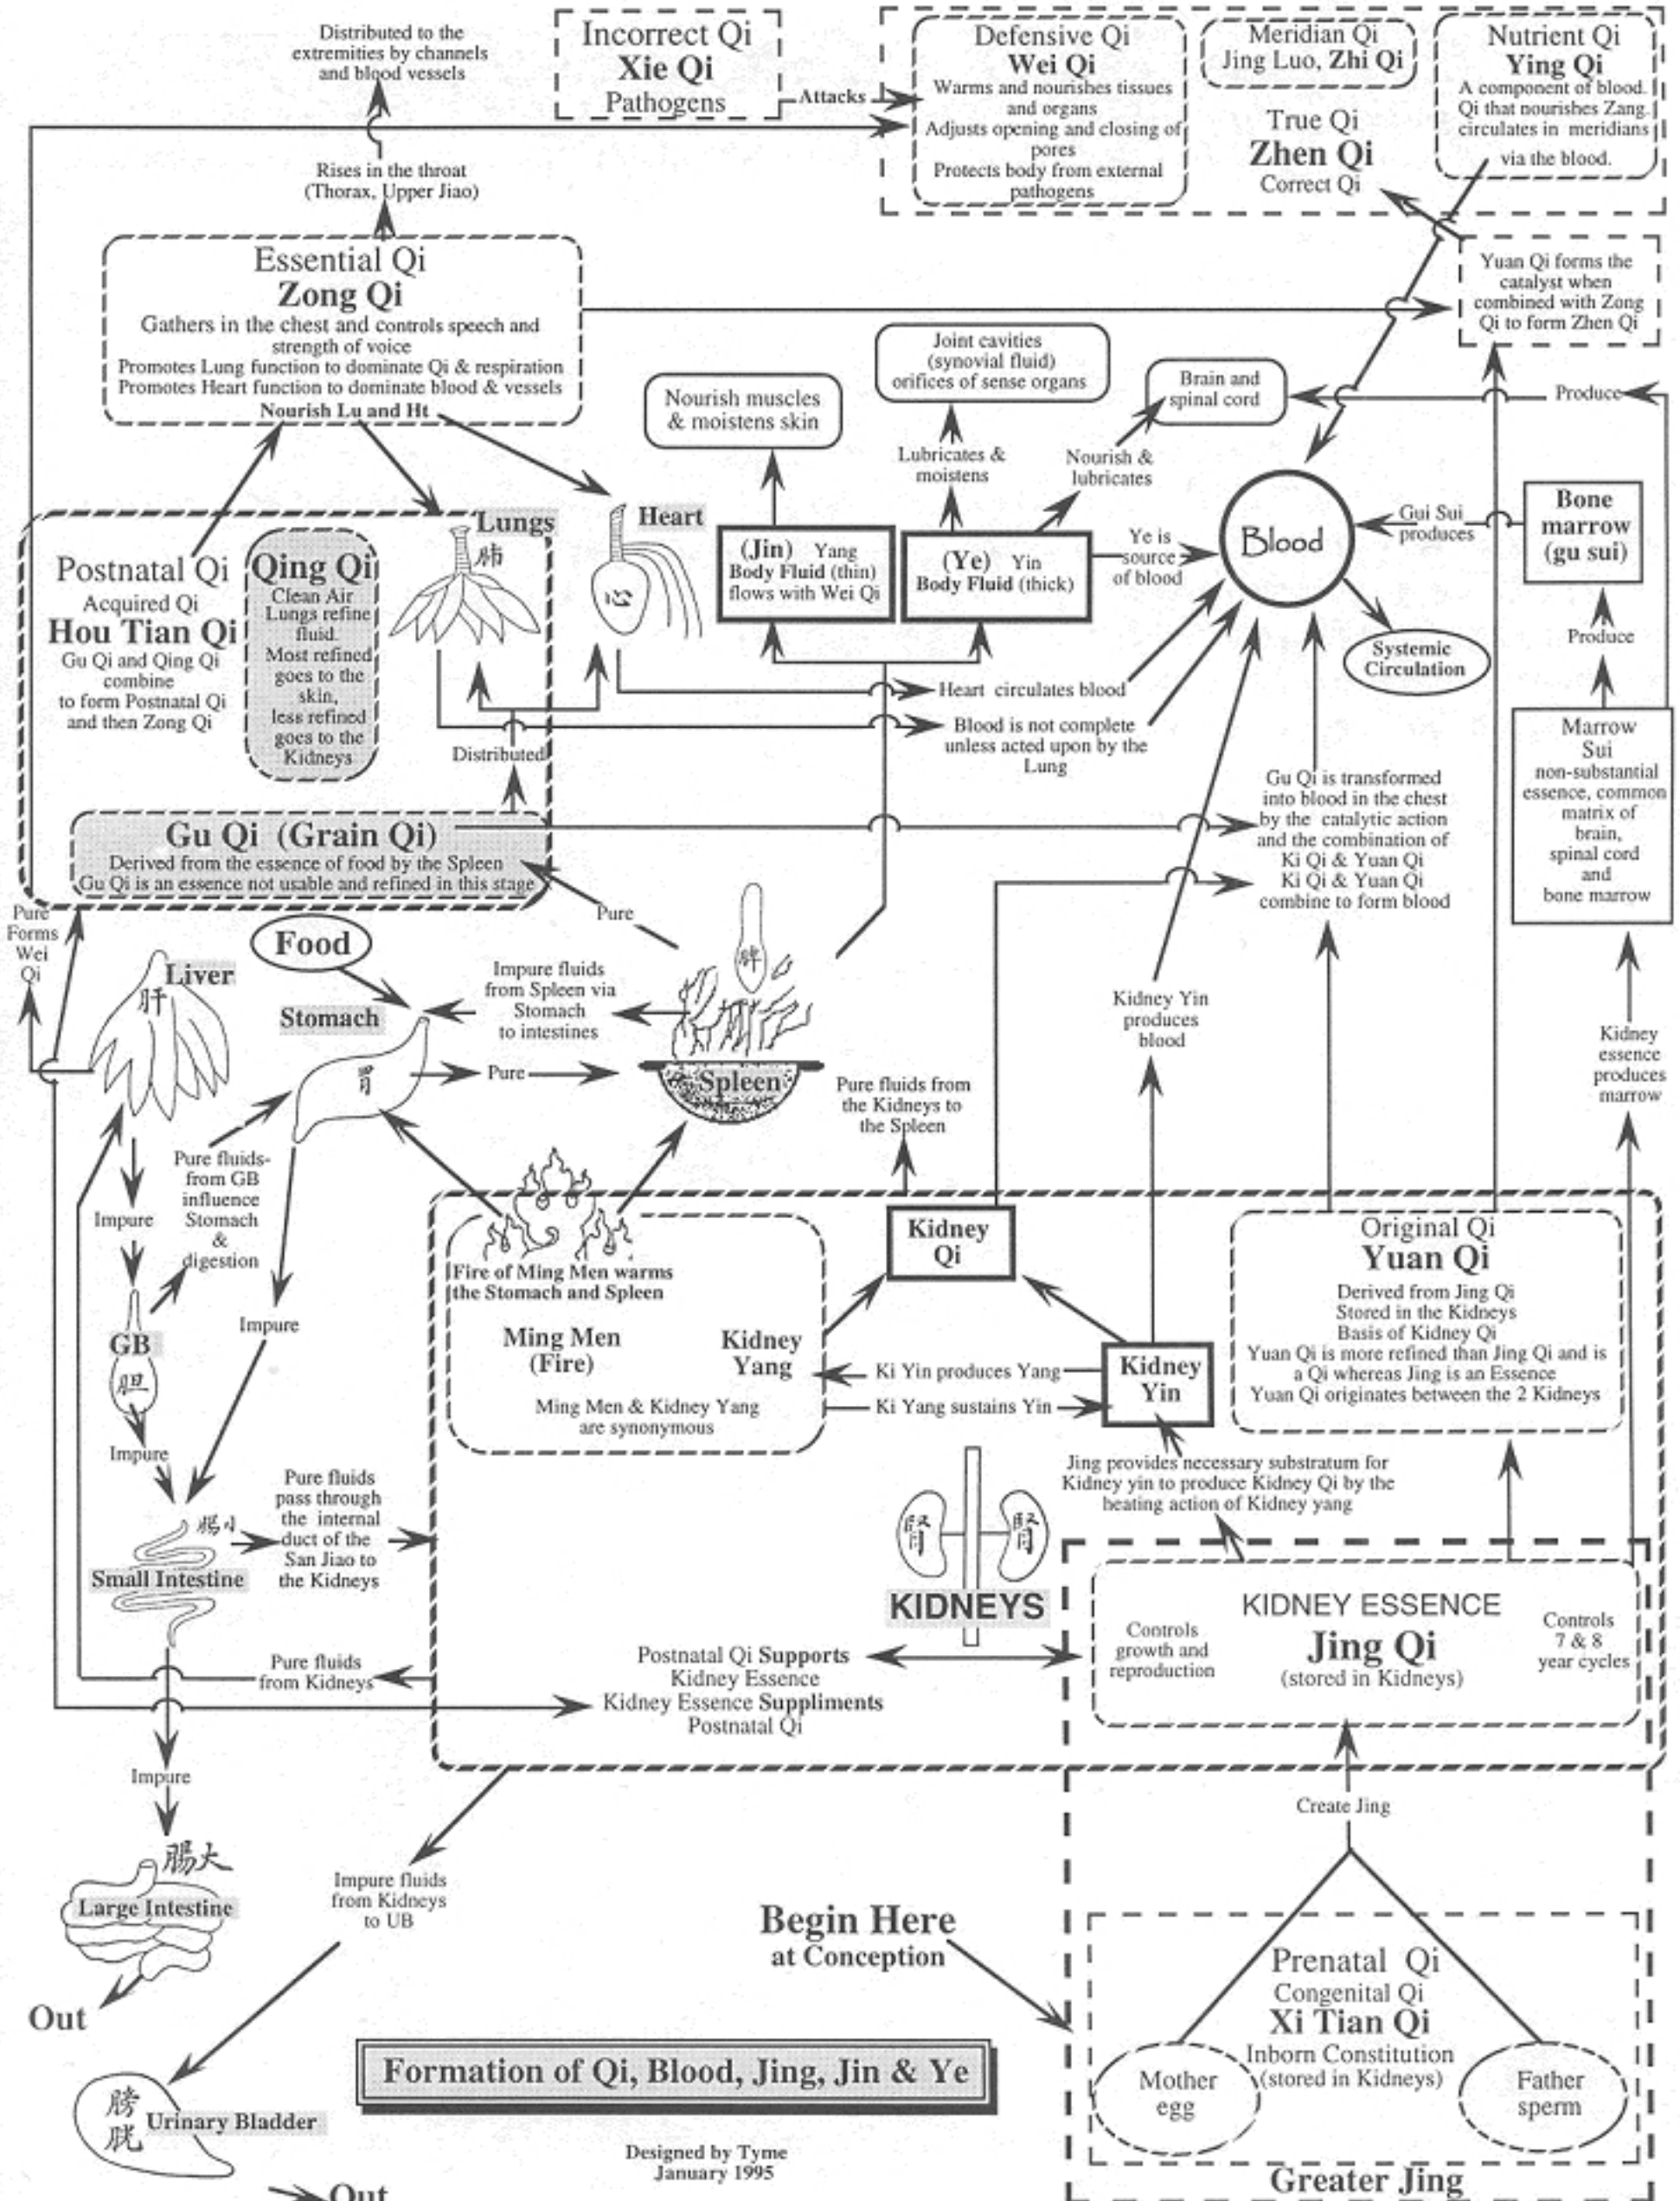 Distributed to the
extremities by channels
and blood vessels
Rises in the throat
(Thorax, Upper Jiao)
Incorrect Qi
Xie Qi
Pathogens
Attacks
Defensive Qi
Wei Qi
Warms and nourishes tissues
and organs
Adjusts opening and closing of
pores
Protects body from external
pathogens
Meridian Qi
Jing Luo, Zhi Qi
True Qi
Zhen Qi
Correct Qi
Nutrient Qi
Ying Qi
A component of blood.
Qi that nourishes Zang.
circulates in meridians
via the blood.
Yuan Qi forms the
catalyst when
combined with Zong
Qi to form Zhen Qi
Essential Qi
Zong Qi
Gathers in the chest and controls speech and
strength of voice
Promotes Lung function to dominate Qi & respiration
Promotes Heart function to dominate blood & vessels
Nourish Lu and Ht
Nourish muscles
& moistens skin
Joint cavities
(synovial fluid)
orifices of sense organs
Brain and
spinal cord
Produce
Lubricates &
moistens
Nourish &
lubricates
Postnatal Qi
Acquired Qi
Hou Tian Qi
Gu Qi and Qing Qi
combine
to form Postnatal Qi
and then Zong Qi
Qing Qi
Clean Air
Lungs refine
fluid.
Most refined
goes to the
skin,
less refined
goes to the
Kidneys
Lungs
肺
Heart
心
(Jin) Yang
Body Fluid (thin)
flows with Wei Qi
(Ye) Yin
Body Fluid (thick)
Ye is
source
of blood
Blood
Gui Sui
produces
Bone
marrow
(gu sui)
Systemic
Circulation
Produce
Heart circulates blood
Blood is not complete
unless acted upon by the
Lung
Distributed
Marrow
Sui
non-substantial
essence, common
matrix of
brain,
spinal cord
and
bone marrow
Gu Qi is transformed
into blood in the chest
by the catalytic action
and the combination of
Ki Qi & Yuan Qi
Ki Qi & Yuan Qi
combine to form blood
Gu Qi (Grain Qi)
Derived from the essence of food by the Spleen
Gu Qi is an essence not usable and refined in this stage
Pure
Forms
Wei
Qi
Pure
Food
Liver
肝
Stomach
胃
Impure fluids
from Spleen via
Stomach
to intestines
Pure
脾
Spleen
Kidney Yin
produces
blood
Kidney
essence
produces
marrow
Pure fluids from
the Kidneys to
the Spleen
Impure
Pure fluids-
from GB
influence
Stomach
&
digestion
GB
胆
Impure
Impure
Fire of Ming Men warms
the Stomach and Spleen
Ming Men
(Fire)
Kidney
Yang
Ming Men & Kidney Yang
are synonymous
Kidney
Qi
Ki Yin produces Yang
Ki Yang sustains Yin
Kidney
Yin
Original Qi
Yuan Qi
Derived from Jing Qi
Stored in the Kidneys
Basis of Kidney Qi
Yuan Qi is more refined than Jing Qi and is
a Qi whereas Jing is an Essence
Yuan Qi originates between the 2 Kidneys
Jing provides necessary substratum for
Kidney yin to produce Kidney Qi by the
heating action of Kidney yang
腸小
Small Intestine
Pure fluids
pass through
the internal
duct of the
San Jiao to
the Kidneys
腎
腎
KIDNEYS
KIDNEY ESSENCE
Jing Qi
(stored in Kidneys)
Controls
growth and
reproduction
Controls
7 & 8
year cycles
Pure fluids
from Kidneys
Postnatal Qi Supports
Kidney Essence
Kidney Essence Suppliments
Postnatal Qi
Impure
腸大
Large Intestine
Out
Impure fluids
from Kidneys
to UB
Create Jing
Begin Here
at Conception
Prenatal Qi
Congenital Qi
Xi Tian Qi
Inborn Constitution
(stored in Kidneys)
Mother
egg
Father
sperm
Greater Jing
膀
胱
Urinary Bladder
Out
Formation of Qi, Blood, Jing, Jin & Ye
Designed by Tyme
January 1995